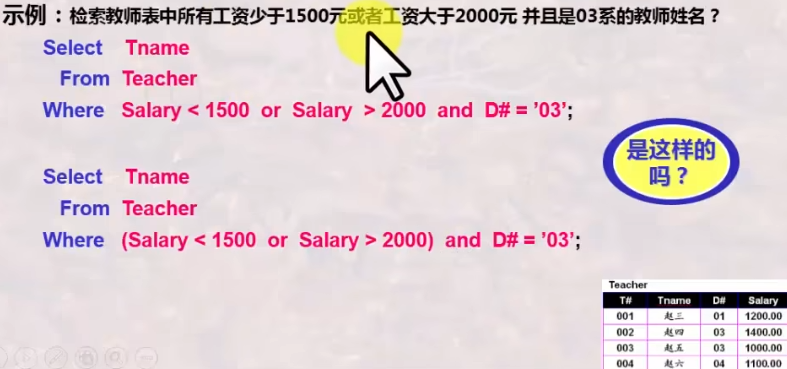 示例：检索教师表中所有工资少于1500元或者工资大于2000元 并且是03系的教师姓名？
Select Tname
From Teacher
Where Salary < 1500 or Salary > 2000 and D# = ’03’;
是这样的
吗？
Select Tname
From Teacher
Where (Salary < 1500 or Salary > 2000) and D# = ’03’;
Teacher
T# Tname D# Salary
001 赵三 01 1200.00
002 赵四 03 1400.00
003 赵五 03 1000.00
004 赵六 04 1100.00